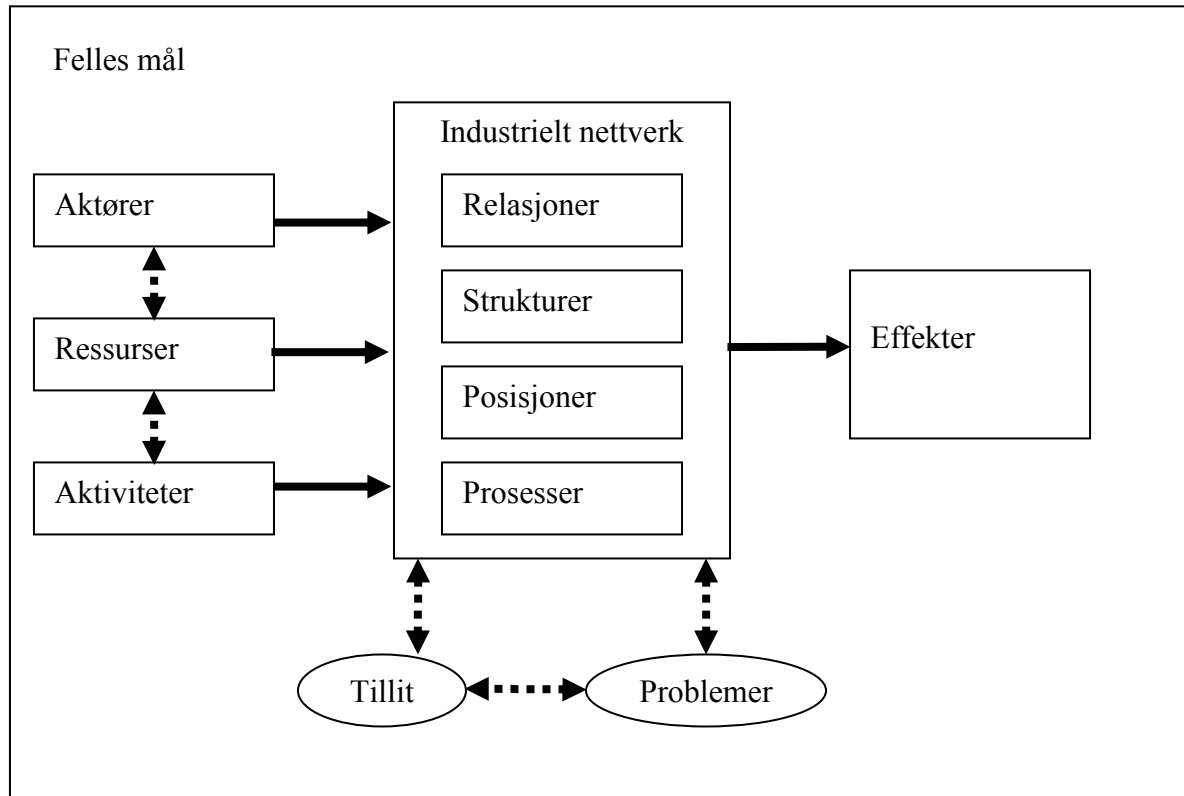 Felles mål
Industrielt nettverk
Aktører
Relasjoner
Strukturer
Ressurser
Effekter
Posisjoner
Aktiviteter
Prosesser
Tillit
Problemer